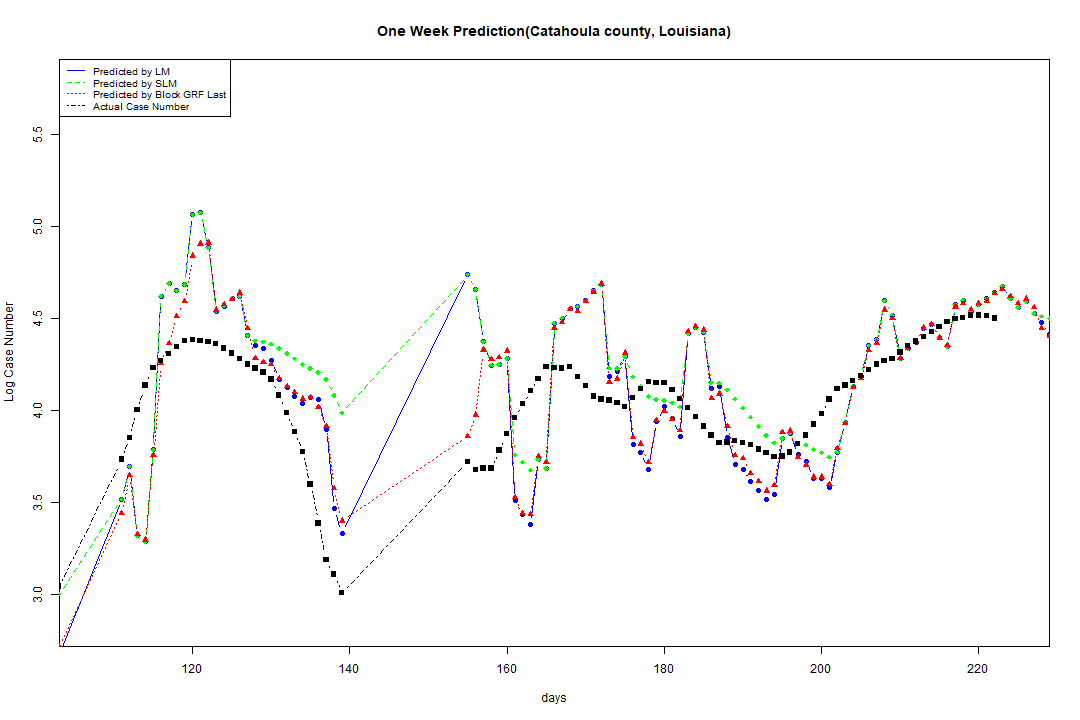 One Week Prediction(Catahoula county, Louisiana)
Predicted by LM
Predicted by SLM
Predicted by Block GRF Last
Actual Case Number
Log Case Number
5.5
5.0
4.5
4.0
3.5
3.0
120 140 160 180 200 220
days